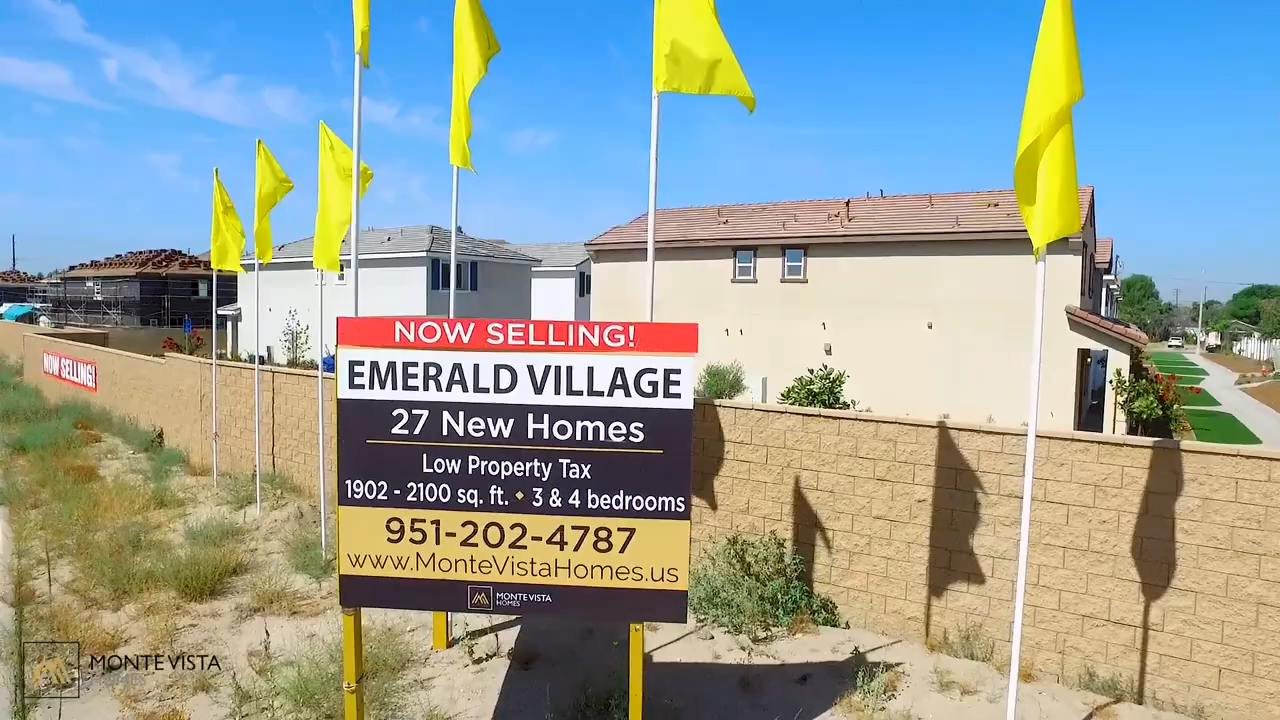 NOW SELLING!
EMERALD VILLAGE
27 New Homes
Low Property Tax
1902 - 2100 sq. ft. • 3 & 4 bedrooms
951-202-4787
www.MonteVistaHomes.us
MONTE VISTA
HOMES
NOW SELLING!
MONTE VISTA
HOMES